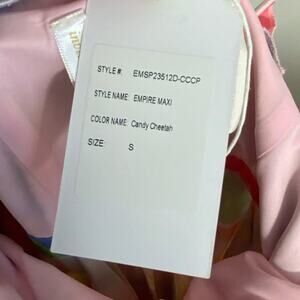 STYLE #: EMSP23512D-CCCP
STYLE NAME: EMPIRE MAXI
COLOR NAME: Candy Cheetah
SIZE: S